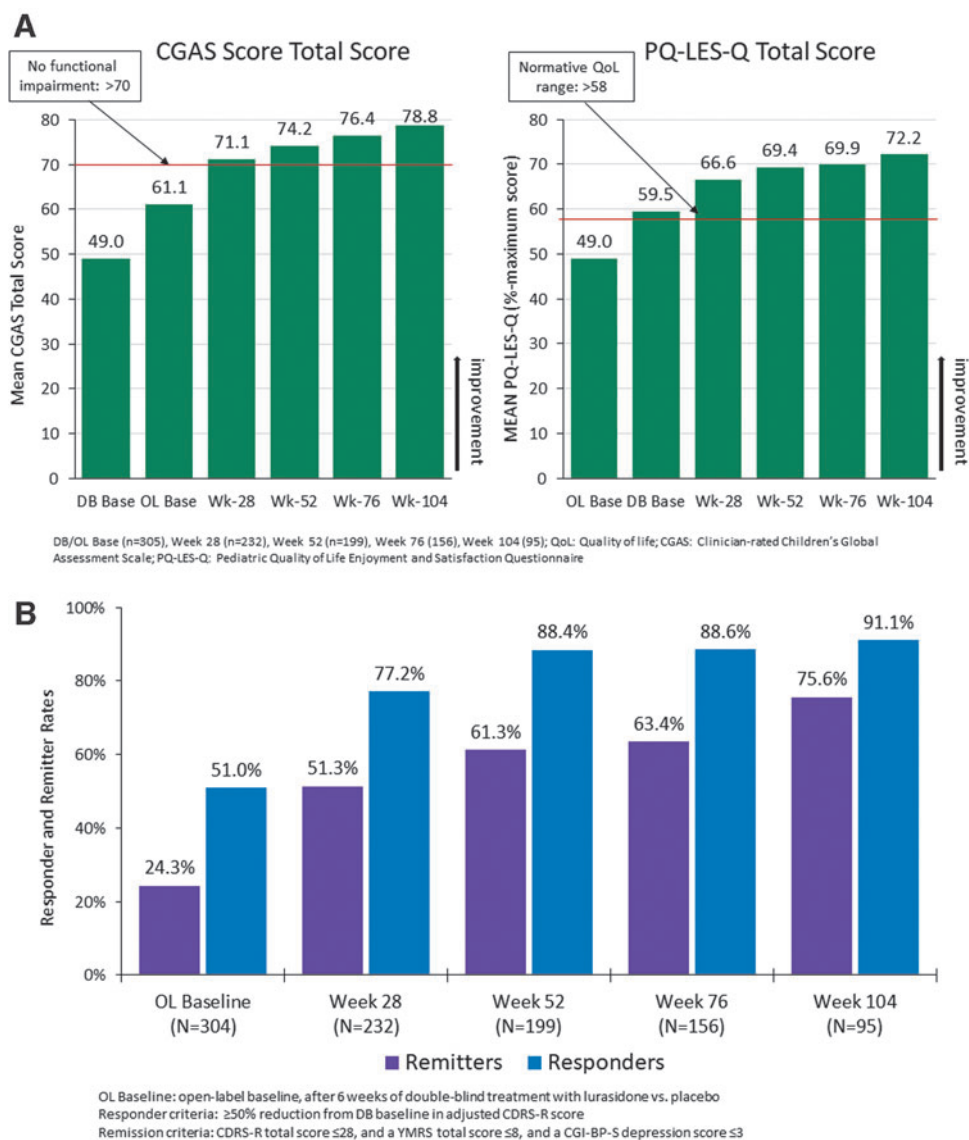 A
CGAS Score Total Score
No functional
impairment: >70
Mean CGAS Total Score
80
70
60
50
40
30
20
10
0
49.0
61.1
71.1
74.2
76.4
78.8
DB Base OL Base Wk-28 Wk-52 Wk-76 Wk-104
improvement
PQ-LES-Q Total Score
Normative QoL
range: >58
MEAN PQ-LES-Q (%-maximum score)
80
70
60
50
40
30
20
10
0
49.0
59.5
66.6
69.4
69.9
72.2
OL Base DB Base Wk-28 Wk-52 Wk-76 Wk-104
improvement
DB/OL Base (n=305), Week 28 (n=232), Week 52 (n=199), Week 76 (156), Week 104 (95); QoL: Quality of life; CGAS: Clinician-rated Children's Global
Assessment Scale; PQ-LES-Q: Pediatric Quality of Life Enjoyment and Satisfaction Questionnaire
B
Responder and Remitter Rates
100%
80%
60%
40%
20%
0%
24.3%
51.0%
51.3%
77.2%
61.3%
88.4%
63.4%
88.6%
75.6%
91.1%
OL Baseline Week 28 Week 52 Week 76 Week 104
(N=304) (N=232) (N=199) (N=156) (N=95)
Remitters Responders
OL Baseline: open-label baseline, after 6 weeks of double-blind treatment with lurasidone vs. placebo
Responder criteria: ≥50% reduction from DB baseline in adjusted CDRS-R score
Remission criteria: CDRS-R total score ≤28, and a YMRS total score ≤8, and a CGI-BP-S depression score ≤3